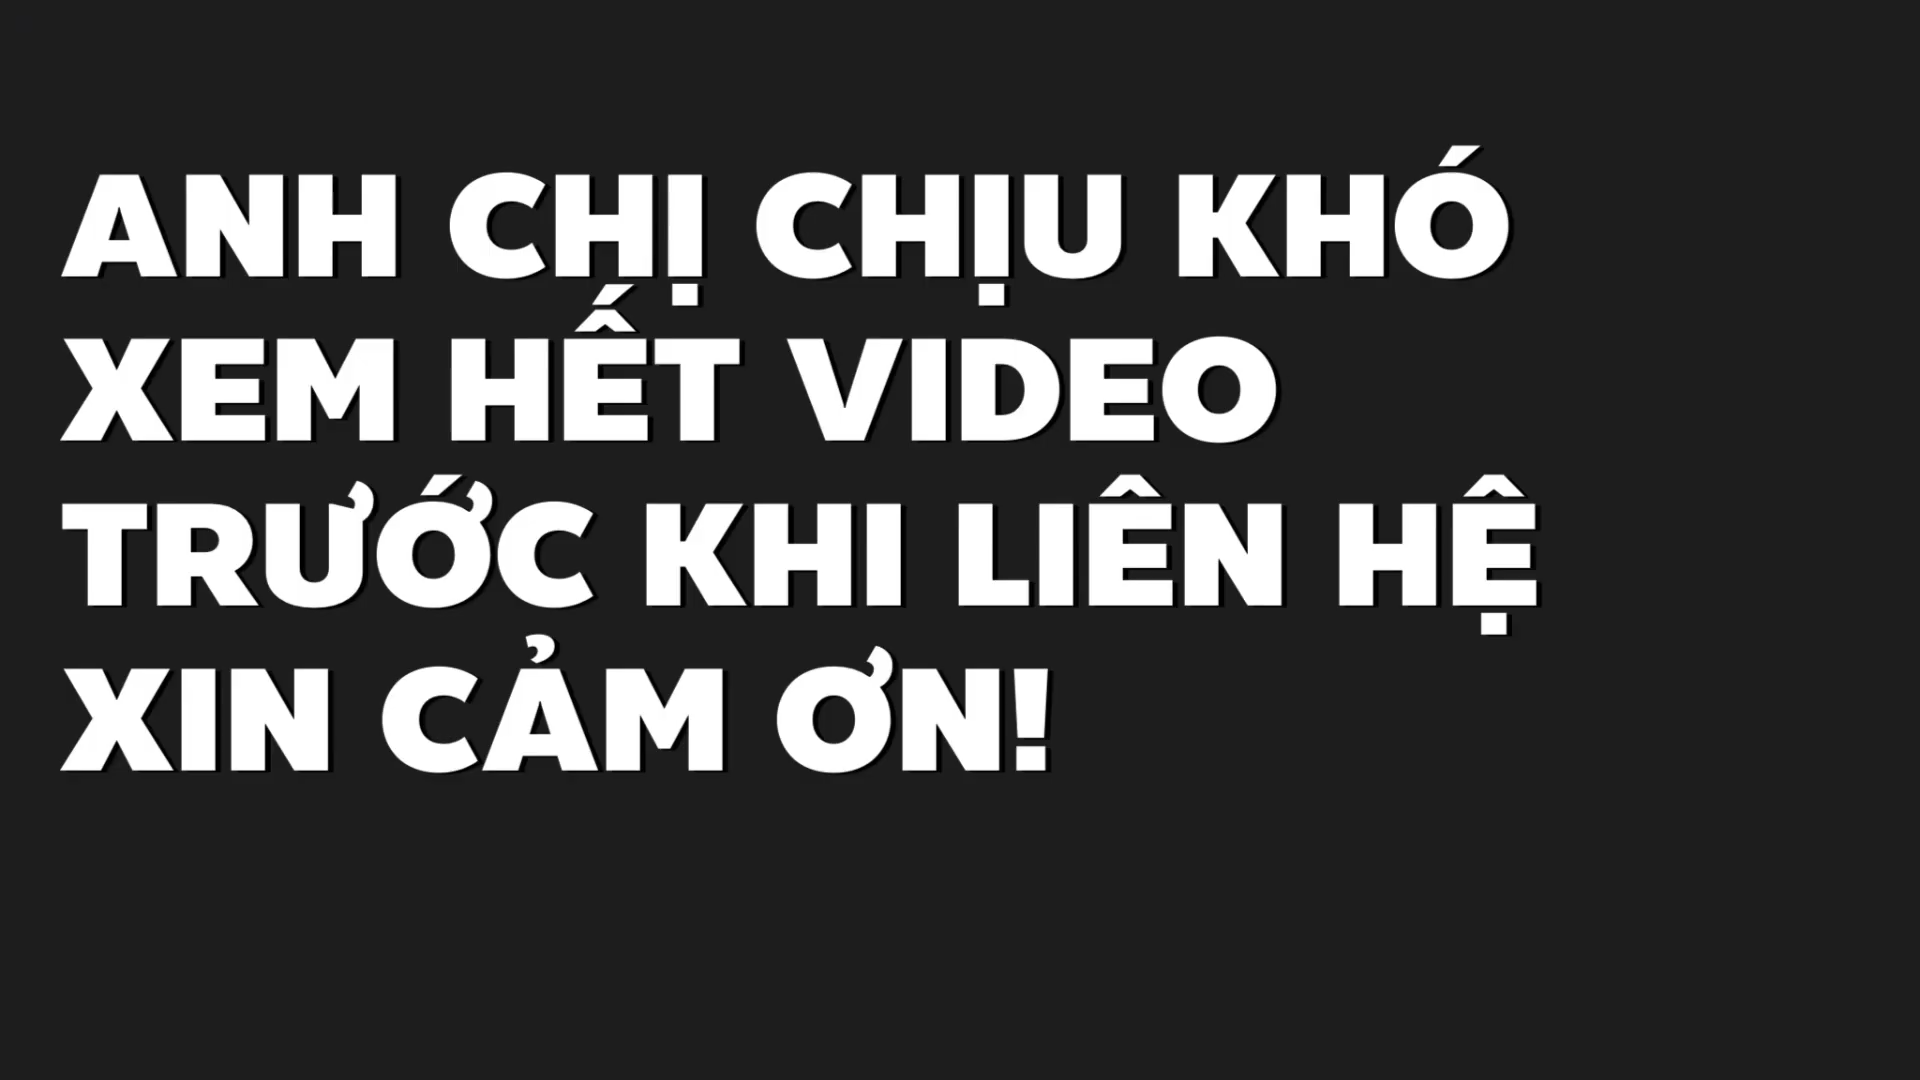 ANH CHỊ CHỊU KHÓ
XEM HẾT VIDEO
TRƯỚC KHI LIÊN HỆ
XIN CẢM ƠN!